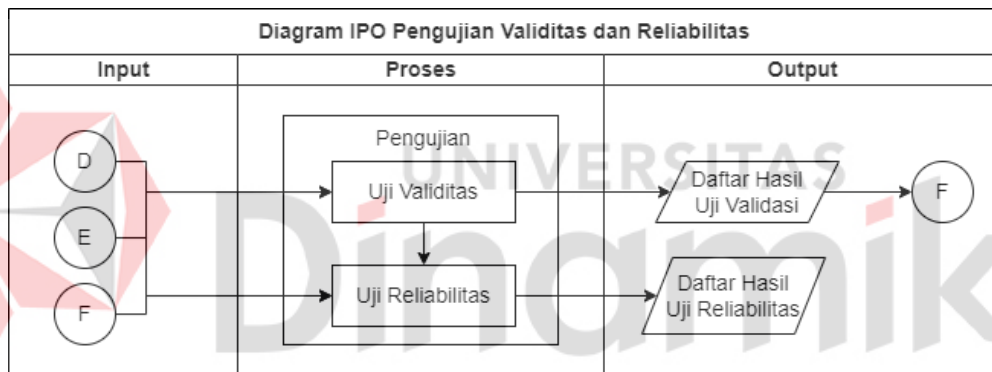 Diagram IPO Pengujian Validitas dan Reliabilitas
Input
Proses
Output
D
E
F
Pengujian
Uji Validitas
Uji Reliabilitas
Daftar Hasil
Uji Validasi
Daftar Hasil
Uji Reliabilitas
F
UNIVERSITAS
Dinamik